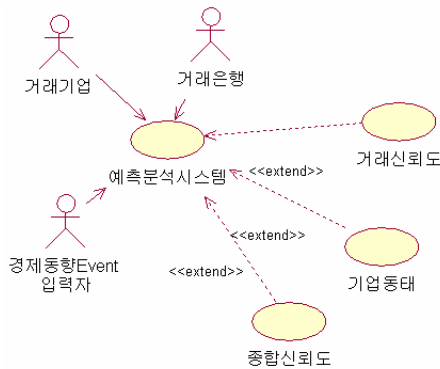 거래기업
거래은행
거래신뢰도
예측분석시스템
<<extend>>
<<extend>>
<<extend>>
경제동향Event
입력자
기업동태
종합신뢰도